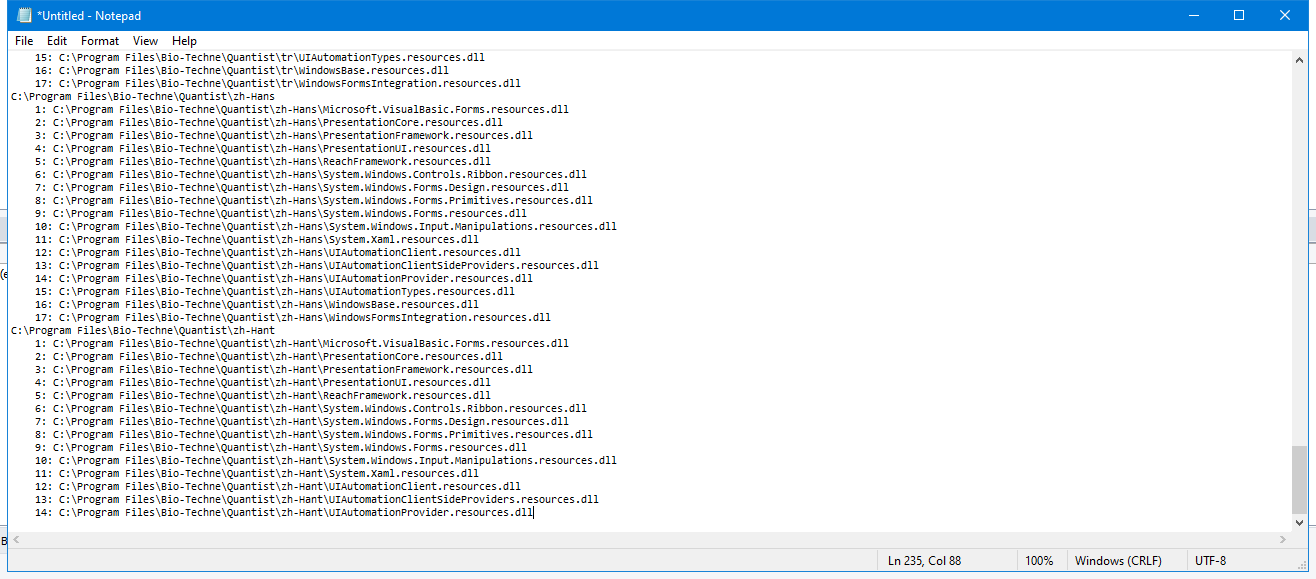 *Untitled - Notepad
File Edit Format View Help
15: C:\Program Files\Bio-Techne\Quantist\tr\UIAutomationTypes.resources.dll
16: C:\Program Files\Bio-Techne\Quantist\tr\WindowsBase.resources.dll
17: C:\Program Files\Bio-Techne\Quantist\tr\WindowsFormsIntegration.resources.dll
C:\Program Files\Bio-Techne\Quantist\zh-Hans
1: C:\Program Files\Bio-Techne\Quantist\zh-Hans\Microsoft.VisualBasic.Forms.resources.dll
2: C:\Program Files\Bio-Techne\Quantist\zh-Hans\PresentationCore.resources.dll
3: C:\Program Files\Bio-Techne\Quantist\zh-Hans\PresentationFramework.resources.dll
4: C:\Program Files\Bio-Techne\Quantist\zh-Hans\PresentationUI.resources.dll
5: C:\Program Files\Bio-Techne\Quantist\zh-Hans\ReachFramework.resources.dll
6: C:\Program Files\Bio-Techne\Quantist\zh-Hans\System.Windows.Controls.Ribbon.resources.dll
7: C:\Program Files\Bio-Techne\Quantist\zh-Hans\System.Windows.Forms.Design.resources.dll
8: C:\Program Files\Bio-Techne\Quantist\zh-Hans\System.Windows.Forms.Primitives.resources.dll
9: C:\Program Files\Bio-Techne\Quantist\zh-Hans\System.Windows.Forms.resources.dll
10: C:\Program Files\Bio-Techne\Quantist\zh-Hans\System.Windows.Input.Manipulations.resources.dll
11: C:\Program Files\Bio-Techne\Quantist\zh-Hans\System.Xaml.resources.dll
12: C:\Program Files\Bio-Techne\Quantist\zh-Hans\UIAutomationClient.resources.dll
13: C:\Program Files\Bio-Techne\Quantist\zh-Hans\UIAutomationClientSideProviders.resources.dll
14: C:\Program Files\Bio-Techne\Quantist\zh-Hans\UIAutomationProvider.resources.dll
15: C:\Program Files\Bio-Techne\Quantist\zh-Hans\UIAutomationTypes.resources.dll
16: C:\Program Files\Bio-Techne\Quantist\zh-Hans\WindowsBase.resources.dll
17: C:\Program Files\Bio-Techne\Quantist\zh-Hans\WindowsFormsIntegration.resources.dll
C:\Program Files\Bio-Techne\Quantist\zh-Hant
1: C:\Program Files\Bio-Techne\Quantist\zh-Hant\Microsoft.VisualBasic.Forms.resources.dll
2: C:\Program Files\Bio-Techne\Quantist\zh-Hant\PresentationCore.resources.dll
3: C:\Program Files\Bio-Techne\Quantist\zh-Hant\PresentationFramework.resources.dll
4: C:\Program Files\Bio-Techne\Quantist\zh-Hant\PresentationUI.resources.dll
5: C:\Program Files\Bio-Techne\Quantist\zh-Hant\ReachFramework.resources.dll
6: C:\Program Files\Bio-Techne\Quantist\zh-Hant\System.Windows.Controls.Ribbon.resources.dll
7: C:\Program Files\Bio-Techne\Quantist\zh-Hant\System.Windows.Forms.Design.resources.dll
8: C:\Program Files\Bio-Techne\Quantist\zh-Hant\System.Windows.Forms.Primitives.resources.dll
9: C:\Program Files\Bio-Techne\Quantist\zh-Hant\System.Windows.Forms.resources.dll
10: C:\Program Files\Bio-Techne\Quantist\zh-Hant\System.Windows.Input.Manipulations.resources.dll
11: C:\Program Files\Bio-Techne\Quantist\zh-Hant\System.Xaml.resources.dll
12: C:\Program Files\Bio-Techne\Quantist\zh-Hant\UIAutomationClient.resources.dll
13: C:\Program Files\Bio-Techne\Quantist\zh-Hant\UIAutomationClientSideProviders.resources.dll
14: C:\Program Files\Bio-Techne\Quantist\zh-Hant\UIAutomationProvider.resources.dll
Ln 235, Col 88 100% Windows (CRLF) UTF-8